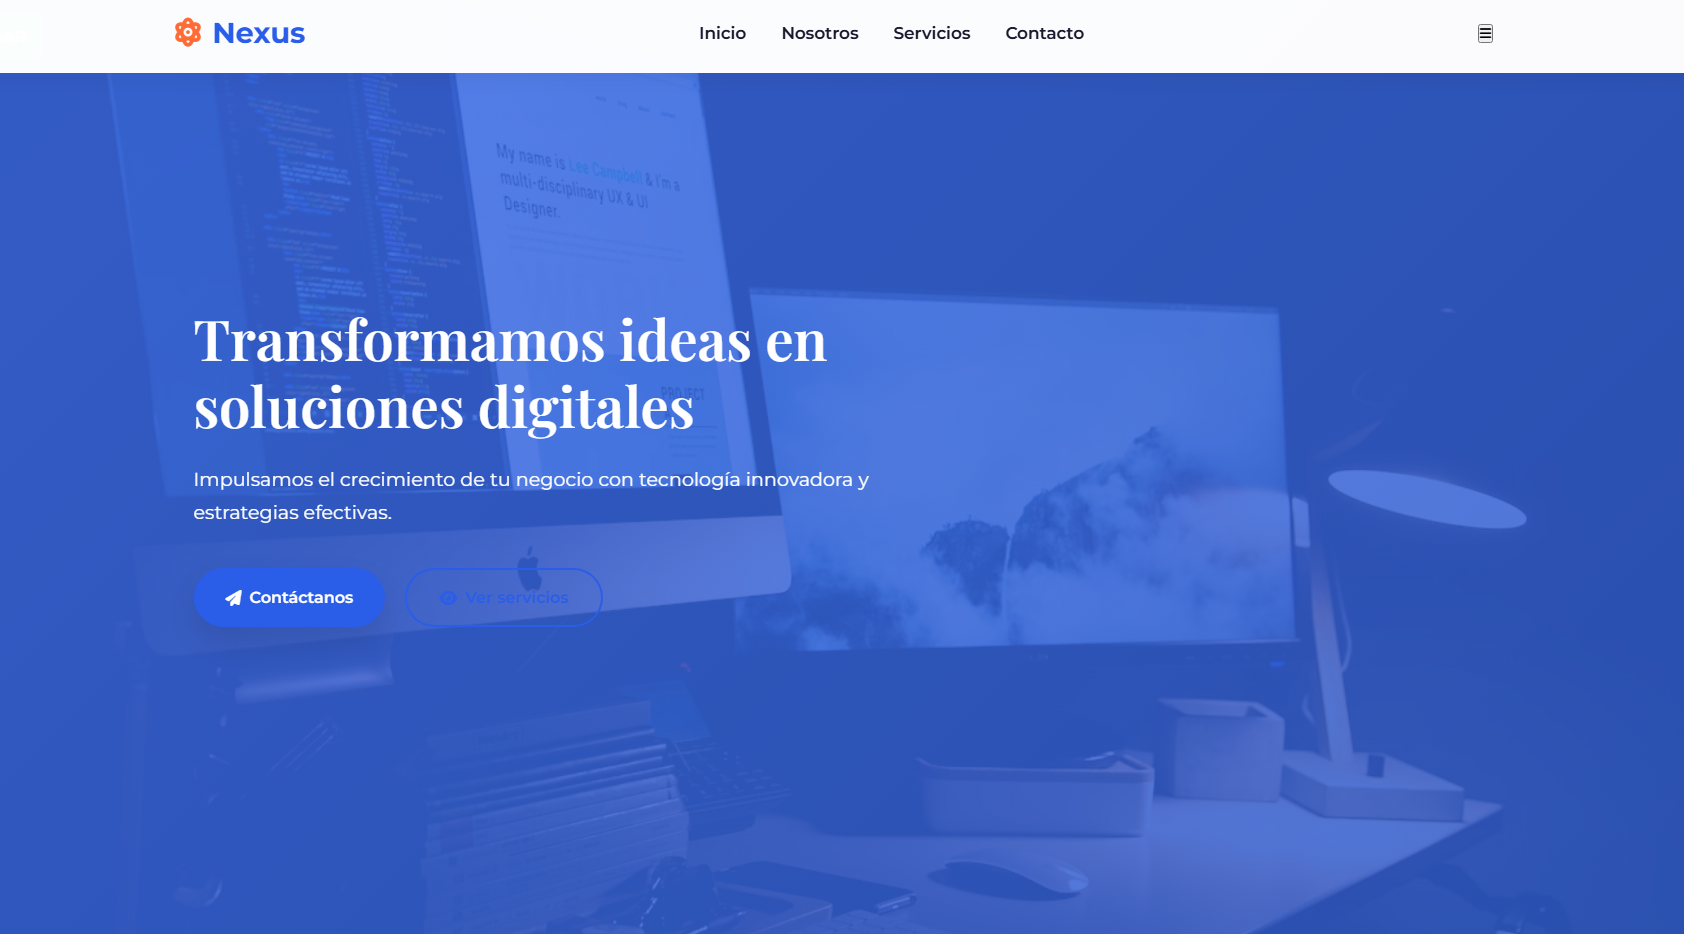 Nexus
Inicio
Nosotros
Servicios
Contacto
My name is Lee Campbell & I'm a
multi-disciplinary UX & UI
Designer.
PROJECT
Transformamos ideas en
soluciones digitales
Impulsamos el crecimiento de tu negocio con tecnología innovadora y
estrategias efectivas.
Contáctanos
Ver servicios